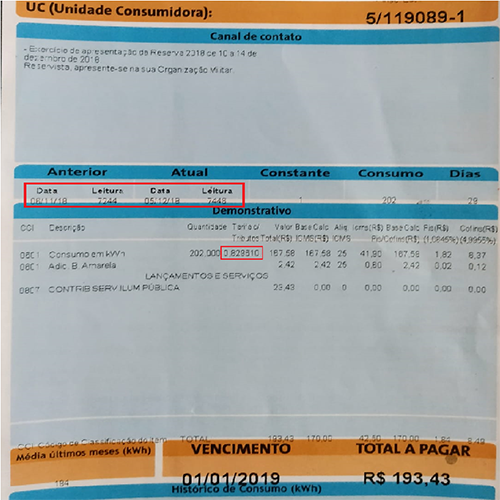 UC (Unidade Consumidora): 5/119089-1
Canal de contato
- Exercício de apresentação da Reserva 2018 de 10 a 14 de
dezembro de 2018
Reservista, apresente-se na sua Organização Militar.
Anterior Atual Constante Consumo Dias
Data Leitura Data Leitura
06/11/18 7244 05/12/18 7446 1 202 29
Demonstrativo
CCI Descrição Quantidade Tarifa c/ Valor Base Calc Aliq Icms(R$) Base Calc Pis(R$) Cofins(R$)
Tributos Total(R$) ICMS(R$) ICMS Pis/Cofins(R$) (1,0845%) (4,9955%)
0601 Consumo em kWh 202,000 0,829610 167,58 167,58 25 41,90 167,58 1,82 8,37
0601 Adic. B. Amarela 2,42 2,42 25 0,60 2,42 0,02 0,12
LANÇAMENTOS E SERVIÇOS
0807 CONTRIB SERV ILUM PÚBLICA 23,43 0,00 0 0,00 0,00 0,00 0,00
CCI: Código de Classificação do Item TOTAL 193,43 170,00 42,50 170,00 1,84 8,49
Média últimos meses (kWh) VENCIMENTO TOTAL A PAGAR
184 01/01/2019 R$ 193,43
Histórico de Consumo (kWh)